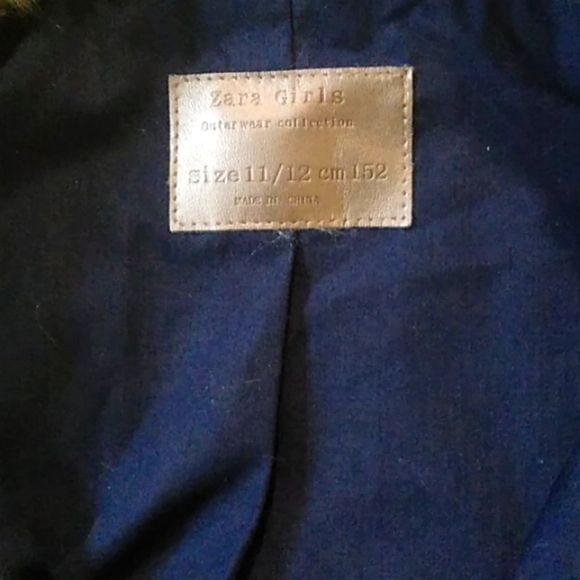 Zara Girls
Outerwear collection
size 11/12 cm 152
MADE IN CHINA